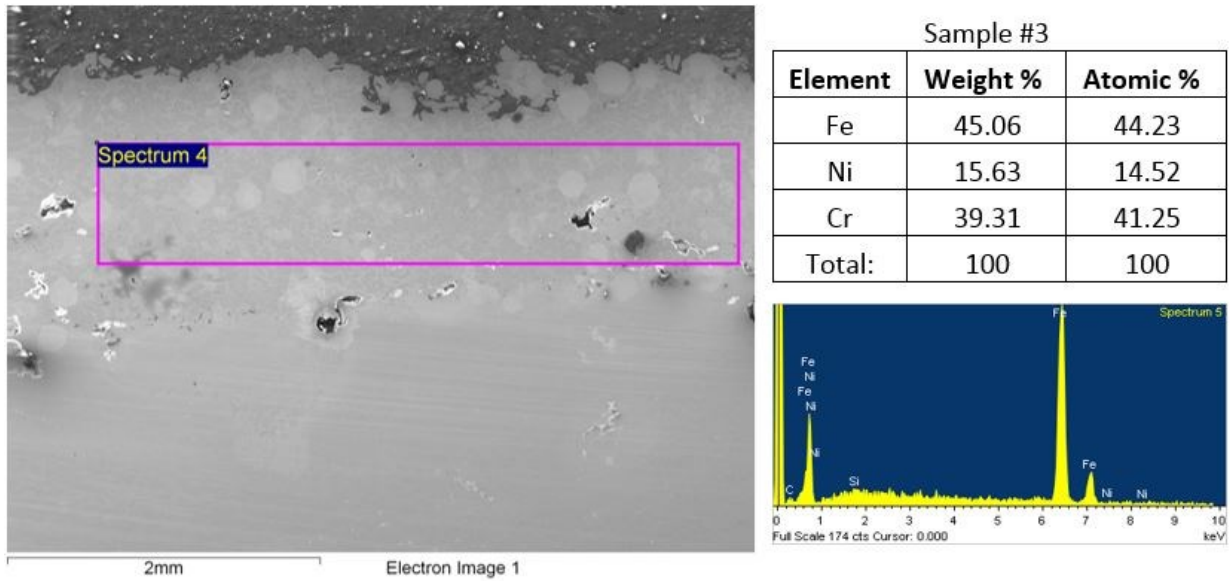 Spectrum 4
2mm
Electron Image 1
Sample #3
Element Weight % Atomic %
Fe 45.06 44.23
Ni 15.63 14.52
Cr 39.31 41.25
Total: 100 100
Spectrum 5
Fe
Fe
Ni
Fe
Ni
Ni
C
Si
Fe
Ni
Ni
0 1 2 3 4 5 6 7 8 9 10
Full Scale 174 cts Cursor: 0.000 keV